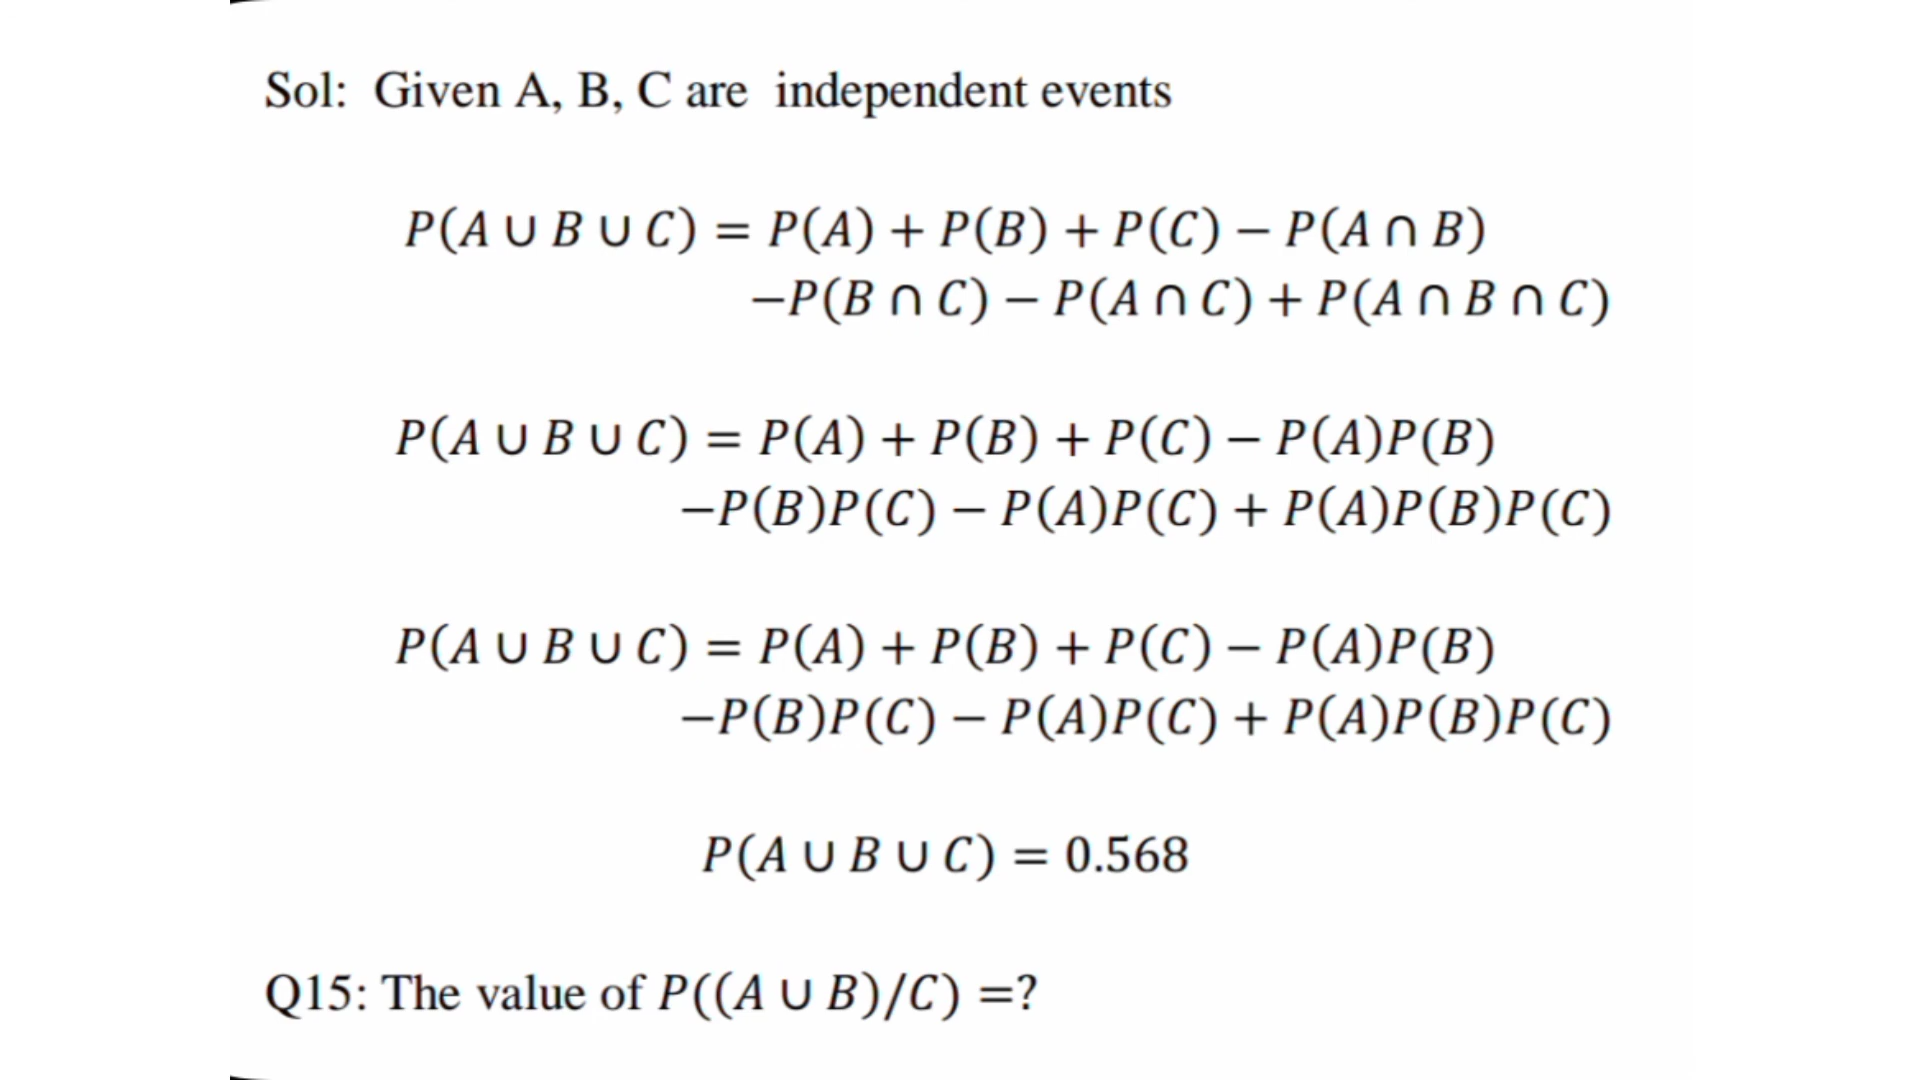 Sol: Given A, B, C are independent events
P(A ∪ B ∪ C) = P(A) + P(B) + P(C) − P(A ∩ B)
−P(B ∩ C) − P(A ∩ C) + P(A ∩ B ∩ C)
P(A ∪ B ∪ C) = P(A) + P(B) + P(C) − P(A)P(B)
−P(B)P(C) − P(A)P(C) + P(A)P(B)P(C)
P(A ∪ B ∪ C) = P(A) + P(B) + P(C) − P(A)P(B)
−P(B)P(C) − P(A)P(C) + P(A)P(B)P(C)
P(A ∪ B ∪ C) = 0.568
Q15: The value of P((A ∪ B)/C) =?